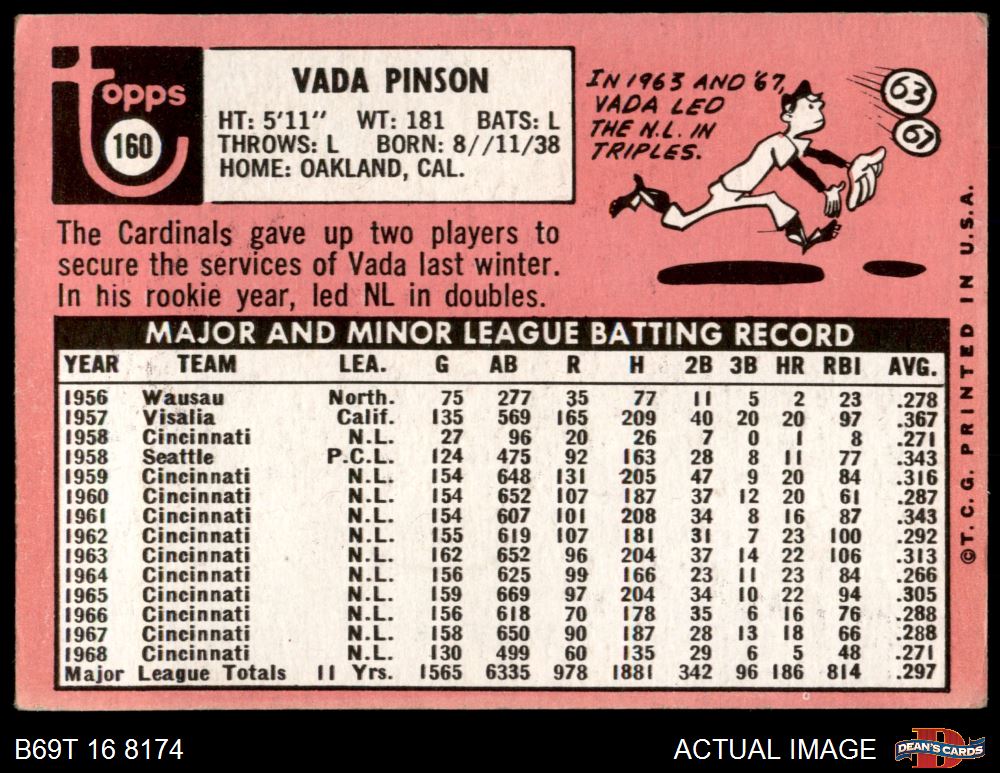 Topps
160
VADA PINSON
HT: 5'11" WT: 181 BATS: L
THROWS: L BORN: 8//11/38
HOME: OAKLAND, CAL.
IN 1963 AND '67,
VADA LED
THE N.L. IN
TRIPLES.
63
67
The Cardinals gave up two players to
secure the services of Vada last winter.
In his rookie year, led NL in doubles.
MAJOR AND MINOR LEAGUE BATTING RECORD
YEAR TEAM LEA. G AB R H 2B 3B HR RBI AVG.
1956 Wausau North. 75 277 35 77 11 5 2 23 .278
1957 Visalia Calif. 135 569 165 209 40 20 20 97 .367
1958 Cincinnati N.L. 27 96 20 26 7 0 1 8 .271
1958 Seattle P.C.L. 124 475 92 163 28 8 11 77 .343
1959 Cincinnati N.L. 154 648 131 205 47 9 20 84 .316
1960 Cincinnati N.L. 154 652 107 187 37 12 20 61 .287
1961 Cincinnati N.L. 154 607 101 208 34 8 16 87 .343
1962 Cincinnati N.L. 155 619 107 181 31 7 23 100 .292
1963 Cincinnati N.L. 162 652 96 204 37 14 22 106 .313
1964 Cincinnati N.L. 156 625 99 166 23 11 23 84 .266
1965 Cincinnati N.L. 159 669 97 204 34 10 22 94 .305
1966 Cincinnati N.L. 156 618 70 178 35 6 16 76 .288
1967 Cincinnati N.L. 158 650 90 187 28 13 18 66 .288
1968 Cincinnati N.L. 130 499 60 135 29 6 5 48 .271
Major League Totals 11 Yrs. 1565 6335 978 1881 342 96 186 814 .297
©T.C.G. PRINTED IN U.S.A.
B69T 16 8174
ACTUAL IMAGE
DEAN'S CARDS